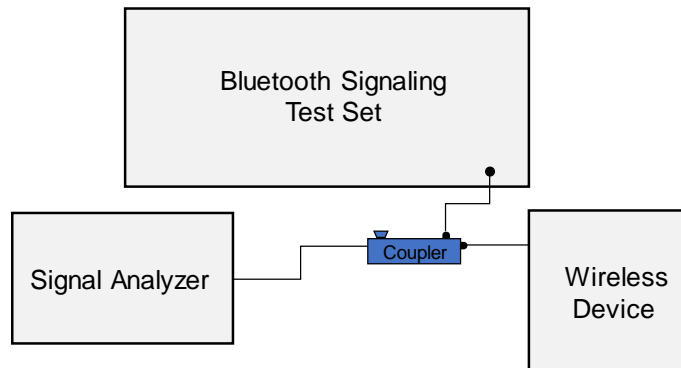 Bluetooth Signaling
Test Set
Signal Analyzer
Coupler
Wireless
Device